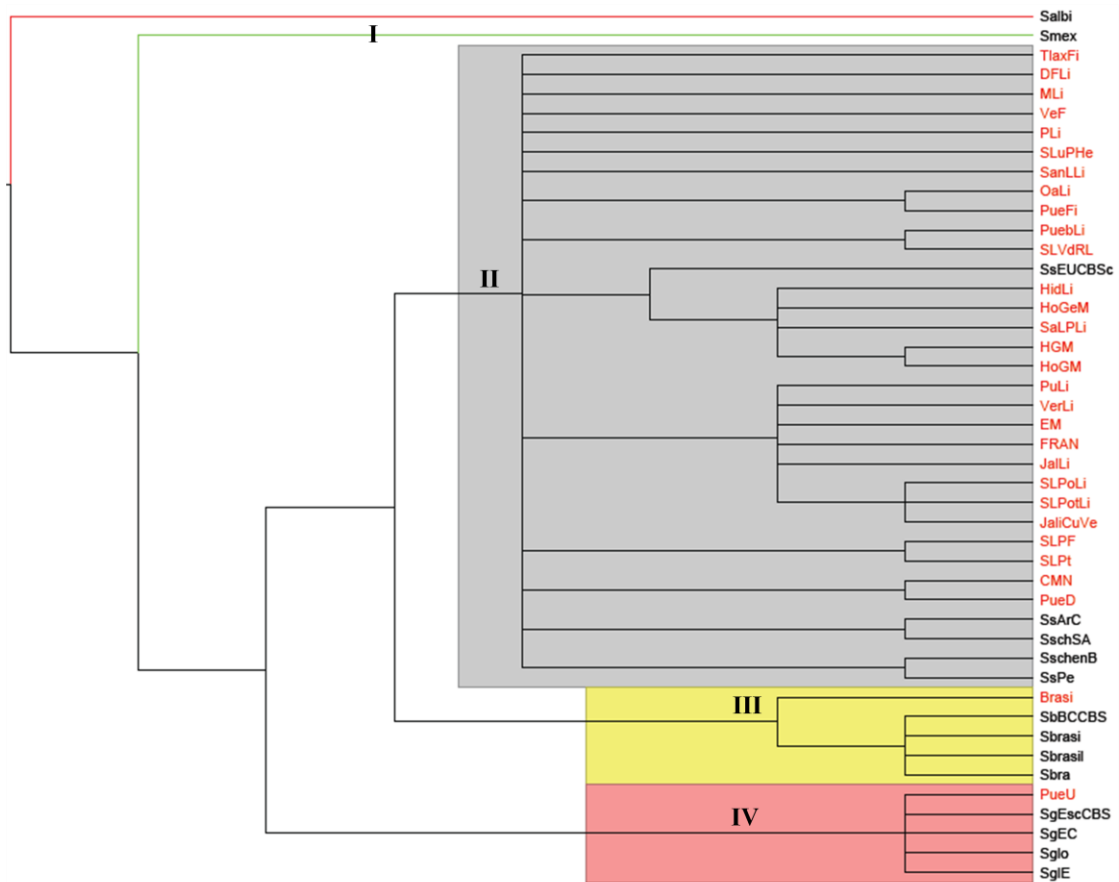 Salbi
I
Smex
TlaxFi
DFLi
MLi
VeF
PLi
SLuPHe
SanLLi
OaLi
PueFi
PuebLi
SLVdRL
SsEUCBSc
II
HidLi
HoGeM
SaLPLi
HGM
HoGM
PuLi
VerLi
EM
FRAN
JalLi
SLPoLi
SLPotLi
JaliCuVe
SLPF
SLPt
CMN
PueD
SsArC
SschSA
SschenB
SsPe
III
Brasi
SbBCCBS
Sbrasi
Sbrasil
Sbra
PueU
IV
SgEscCBS
SgEC
Sglo
SglE